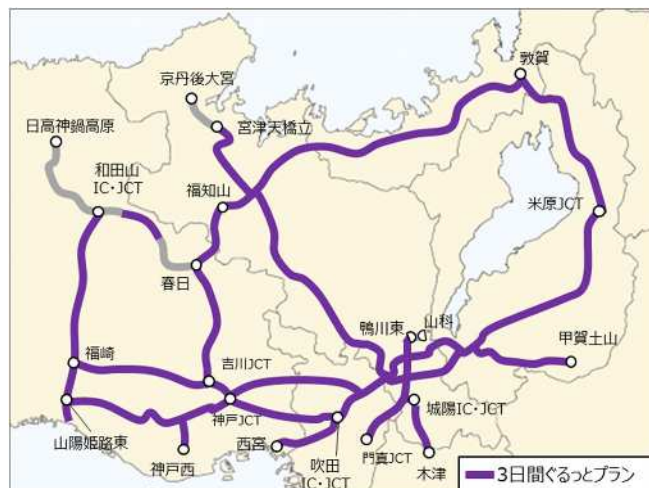 敦賀
京丹後大宮
宮津天橋立
日高神鍋高原
和田山
IC・JCT
福知山
米原JCT
春日
鴨川東
山科
福崎
吉川JCT
甲賀土山
城陽IC・JCT
神戸JCT
山陽姫路東
神戸西
西宮
吹田
IC・JCT
門真JCT
木津
3日間ぐるっとプラン